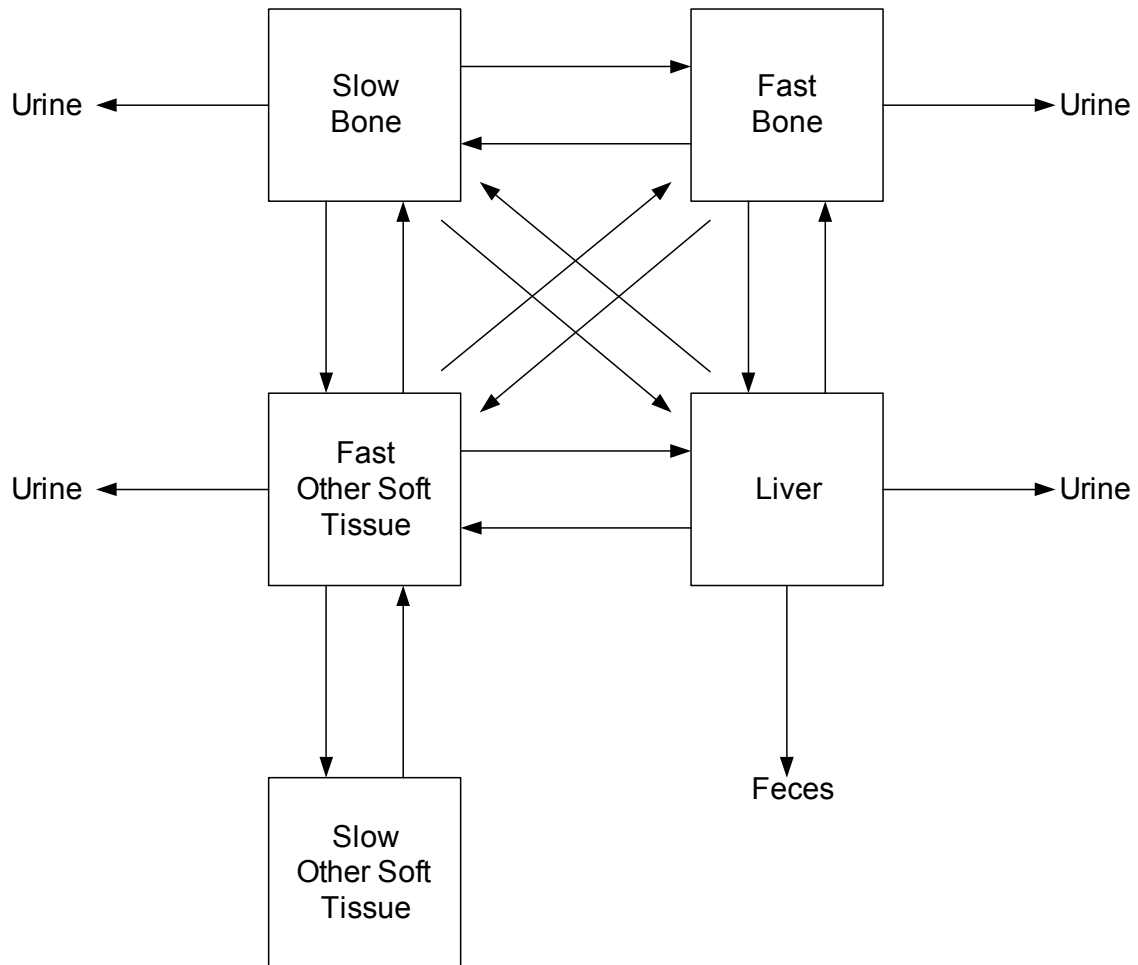 Slow
Bone
Fast
Bone
Urine
Urine
Fast
Other Soft
Tissue
Liver
Urine
Urine
Feces
Slow
Other Soft
Tissue